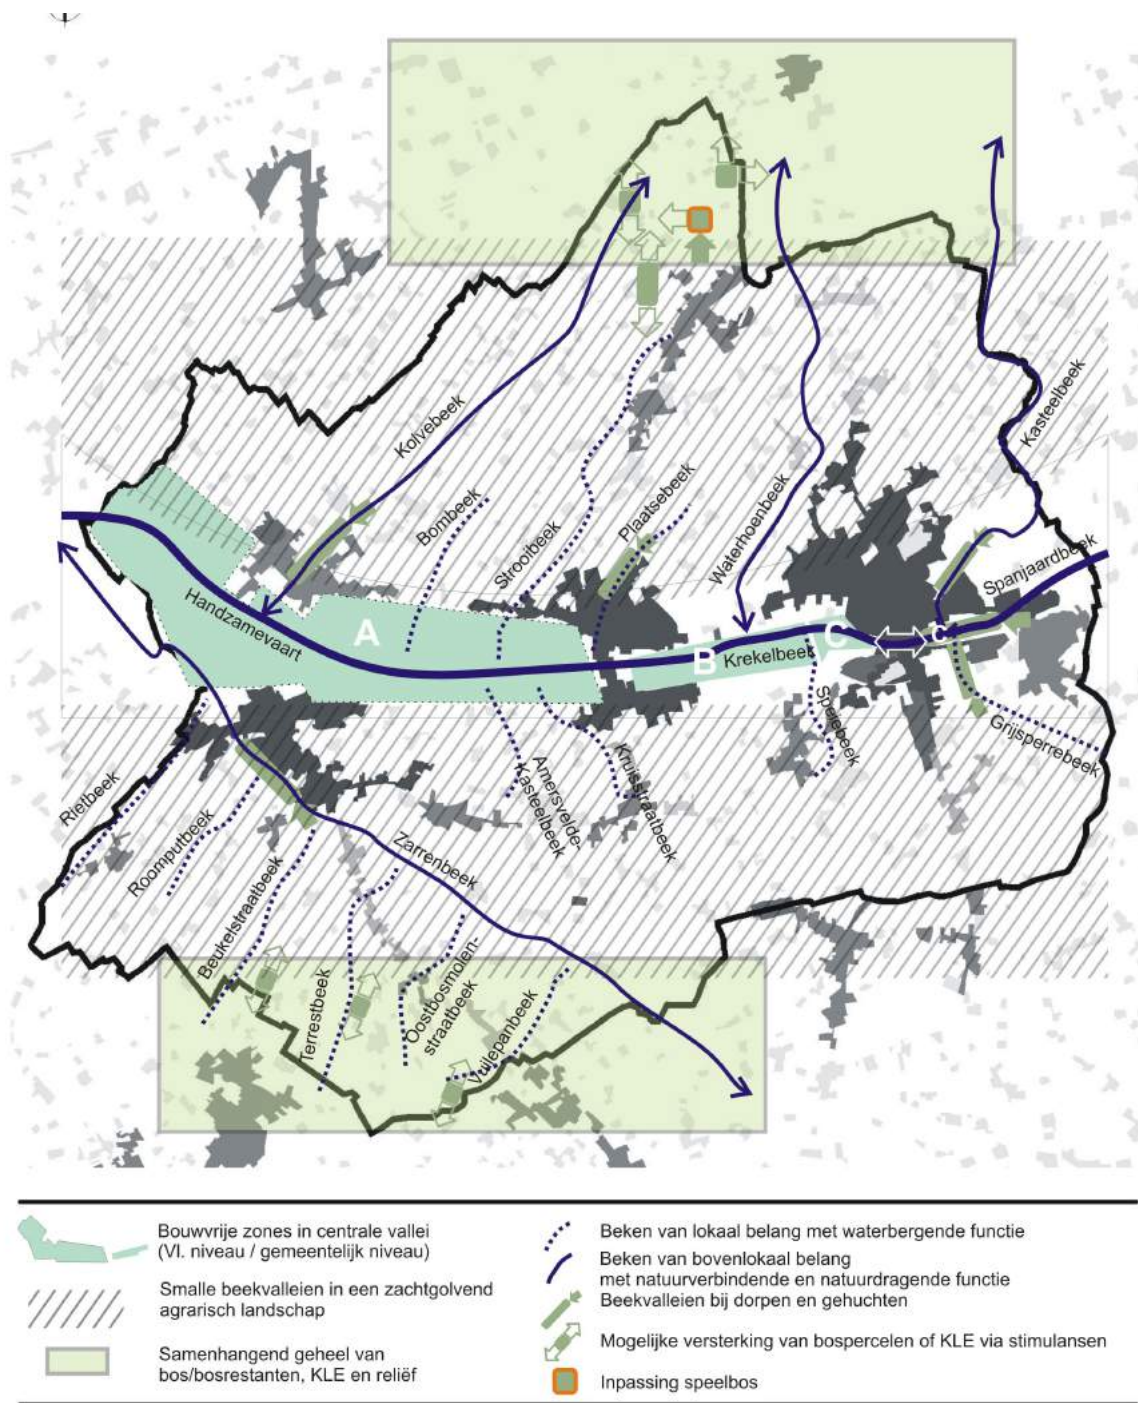 Kolvebeek
Bombeek
Strooibeek
Plaatsebeek
Waterhoenbeek
Kasteelbeek
Spanjaardbeek
Handzamevaart
A
B
Krekelbeek
C
C
Speiebeek
Grijsperrebeek
Rietbeek
Roomputbeek
Beukelstraatbeek
Zarrenbeek
Amersvelde-
Kasteelbeek
Kruisstraatbeek
Terrestbeek
Oostbosmolen-
straatbeek
Vuilepanbeek
Bouwvrije zones in centrale vallei
(Vl. niveau / gemeentelijk niveau)
Smalle beekvalleien in een zachtgolvend
agrarisch landschap
Samenhangend geheel van
bos/bosrestanten, KLE en reliëf
Beken van lokaal belang met waterbergende functie
Beken van bovenlokaal belang
met natuurverbindende en natuurdragende functie
Beekvalleien bij dorpen en gehuchten
Mogelijke versterking van bospercelen of KLE via stimulansen
Inpassing speelbos